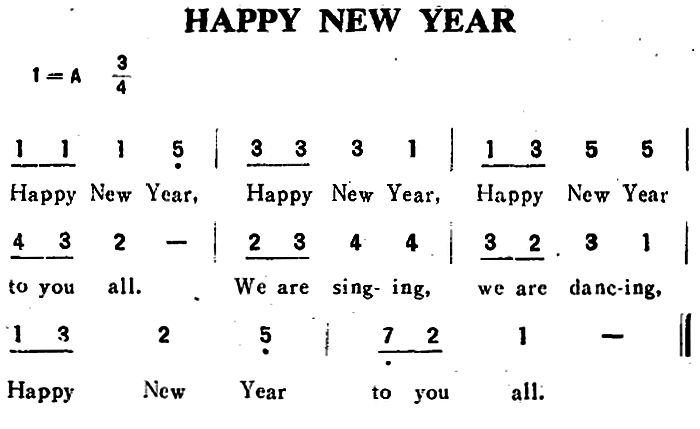 HAPPY NEW YEAR
1=A 3/4
1 1 1 5̣ | 3 3 3 1 | 1 3 5 5 |
Happy New Year, Happy New Year, Happy New Year
4 3 2 — | 2 3 4 4 | 3 2 3 1 |
to you all. We are sing- ing, we are danc-ing,
1 3 2 5̣ | 7̣ 2 1 — ‖
Happy New Year to you all.